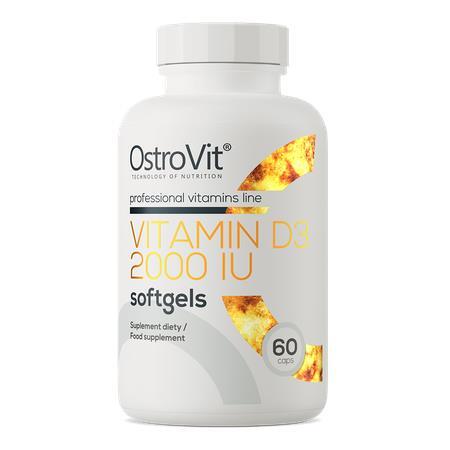 OstroVit®
TECHNOLOGY OF NUTRITION
professional vitamins line
VITAMIN D3
2000 IU
softgels
Suplement diety /
Food supplement
60
caps